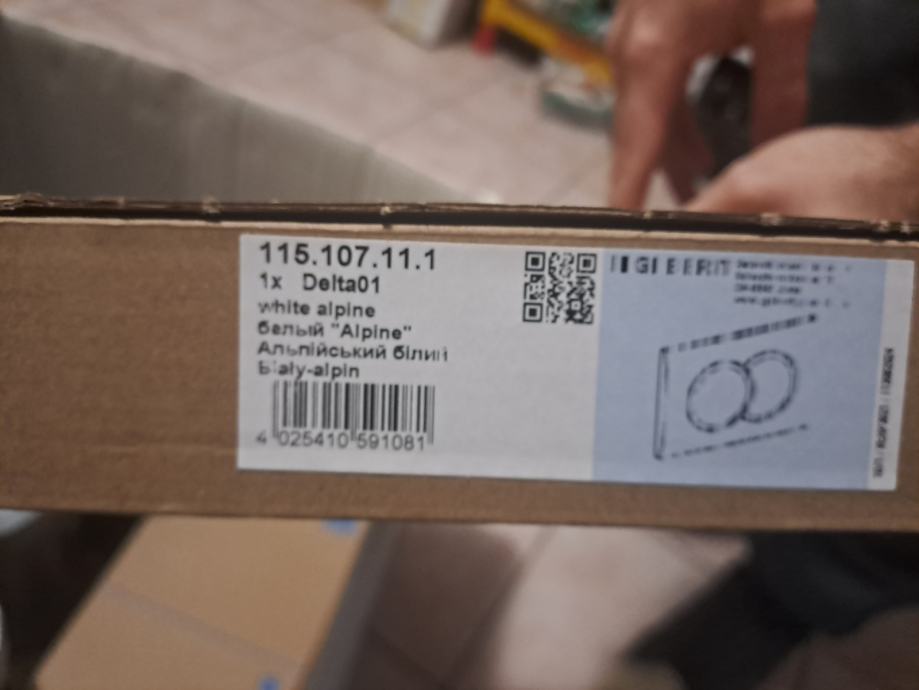 115.107.11.1
1x Delta01
white alpine
белый "Alpine"
Альпійський білий
Biały-alpin
4 025410 591081
GEBERIT